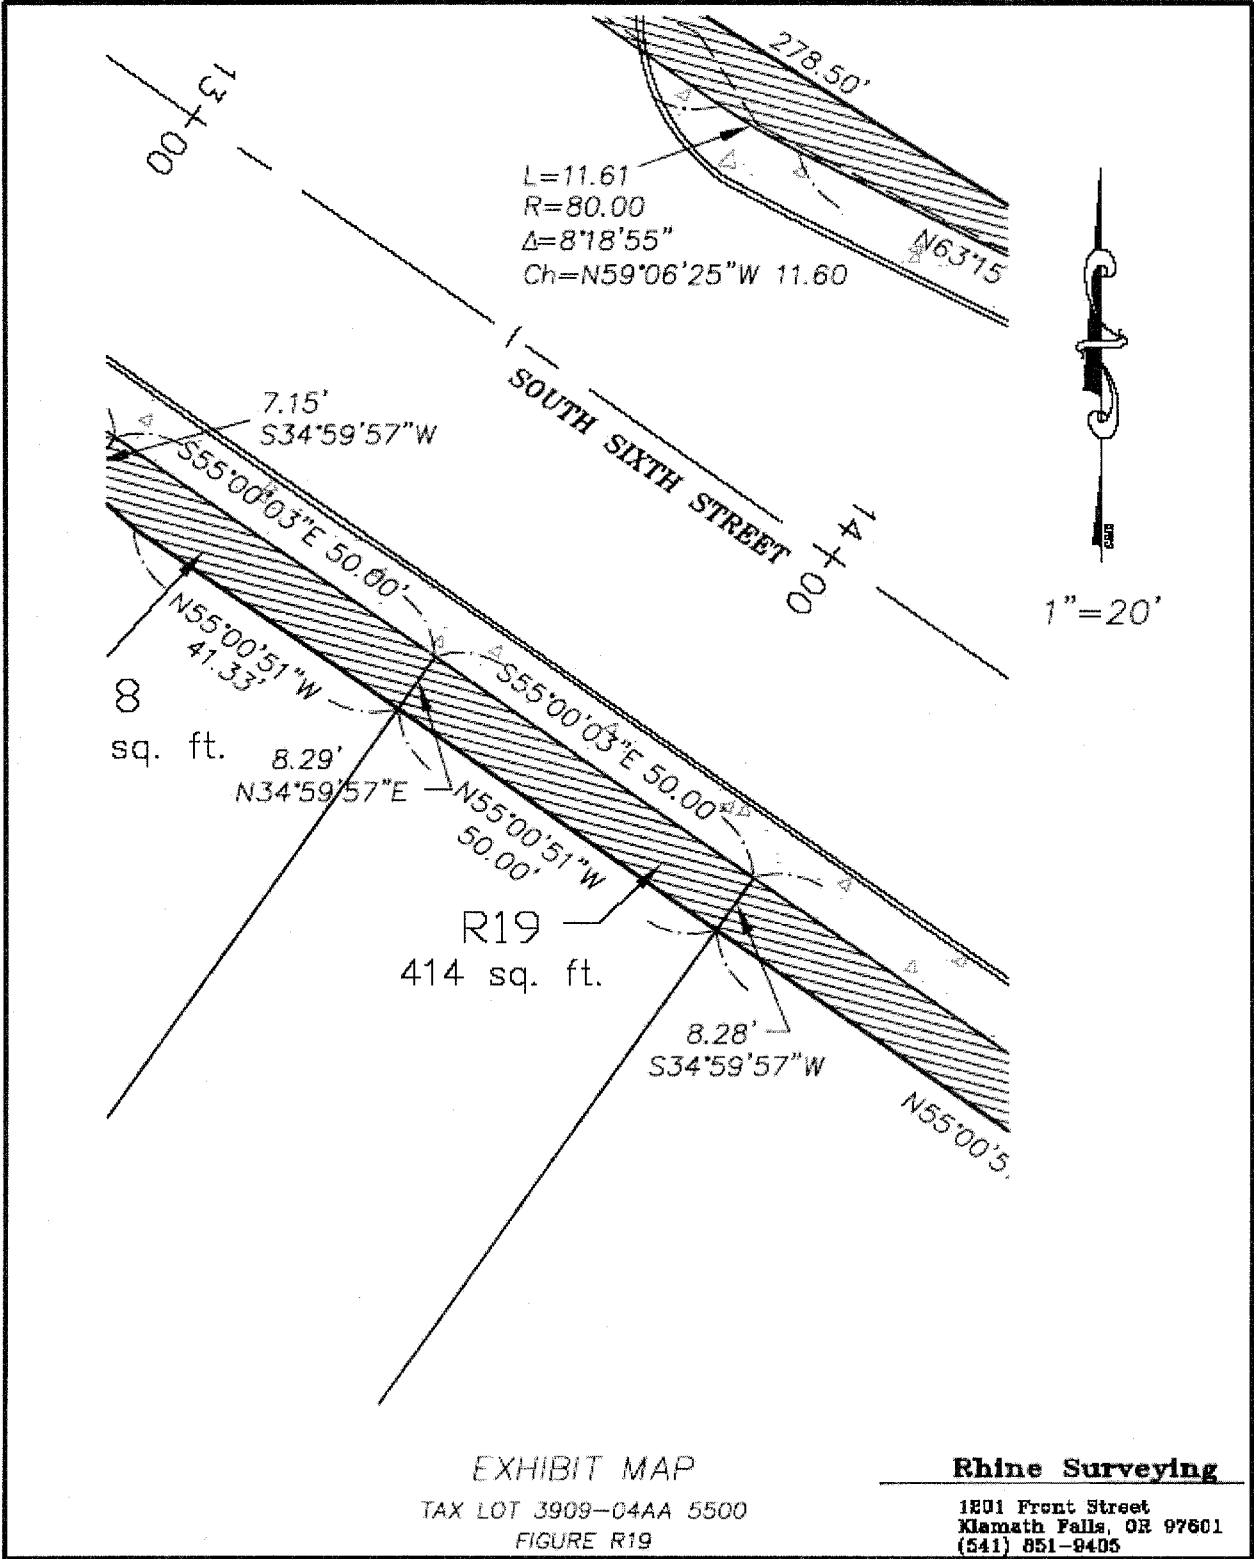 278.50'
13+00
L=11.61
R=80.00
Δ=8°18'55"
Ch=N59°06'25"W 11.60
N63°15
SOUTH SIXTH STREET
14+00
1"=20'
7.15'
S34°59'57"W
S55°00'03"E 50.00'
N55°00'51"W
41.33'
8
sq. ft.
8.29'
N34°59'57"E
S55°00'03"E 50.00'
N55°00'51"W
50.00'
R19
414 sq. ft.
8.28'
S34°59'57"W
N55°00'5
EXHIBIT MAP
TAX LOT 3909-04AA 5500
FIGURE R19
Rhine Surveying
1201 Front Street
Klamath Falls, OR 97601
(541) 851-9405